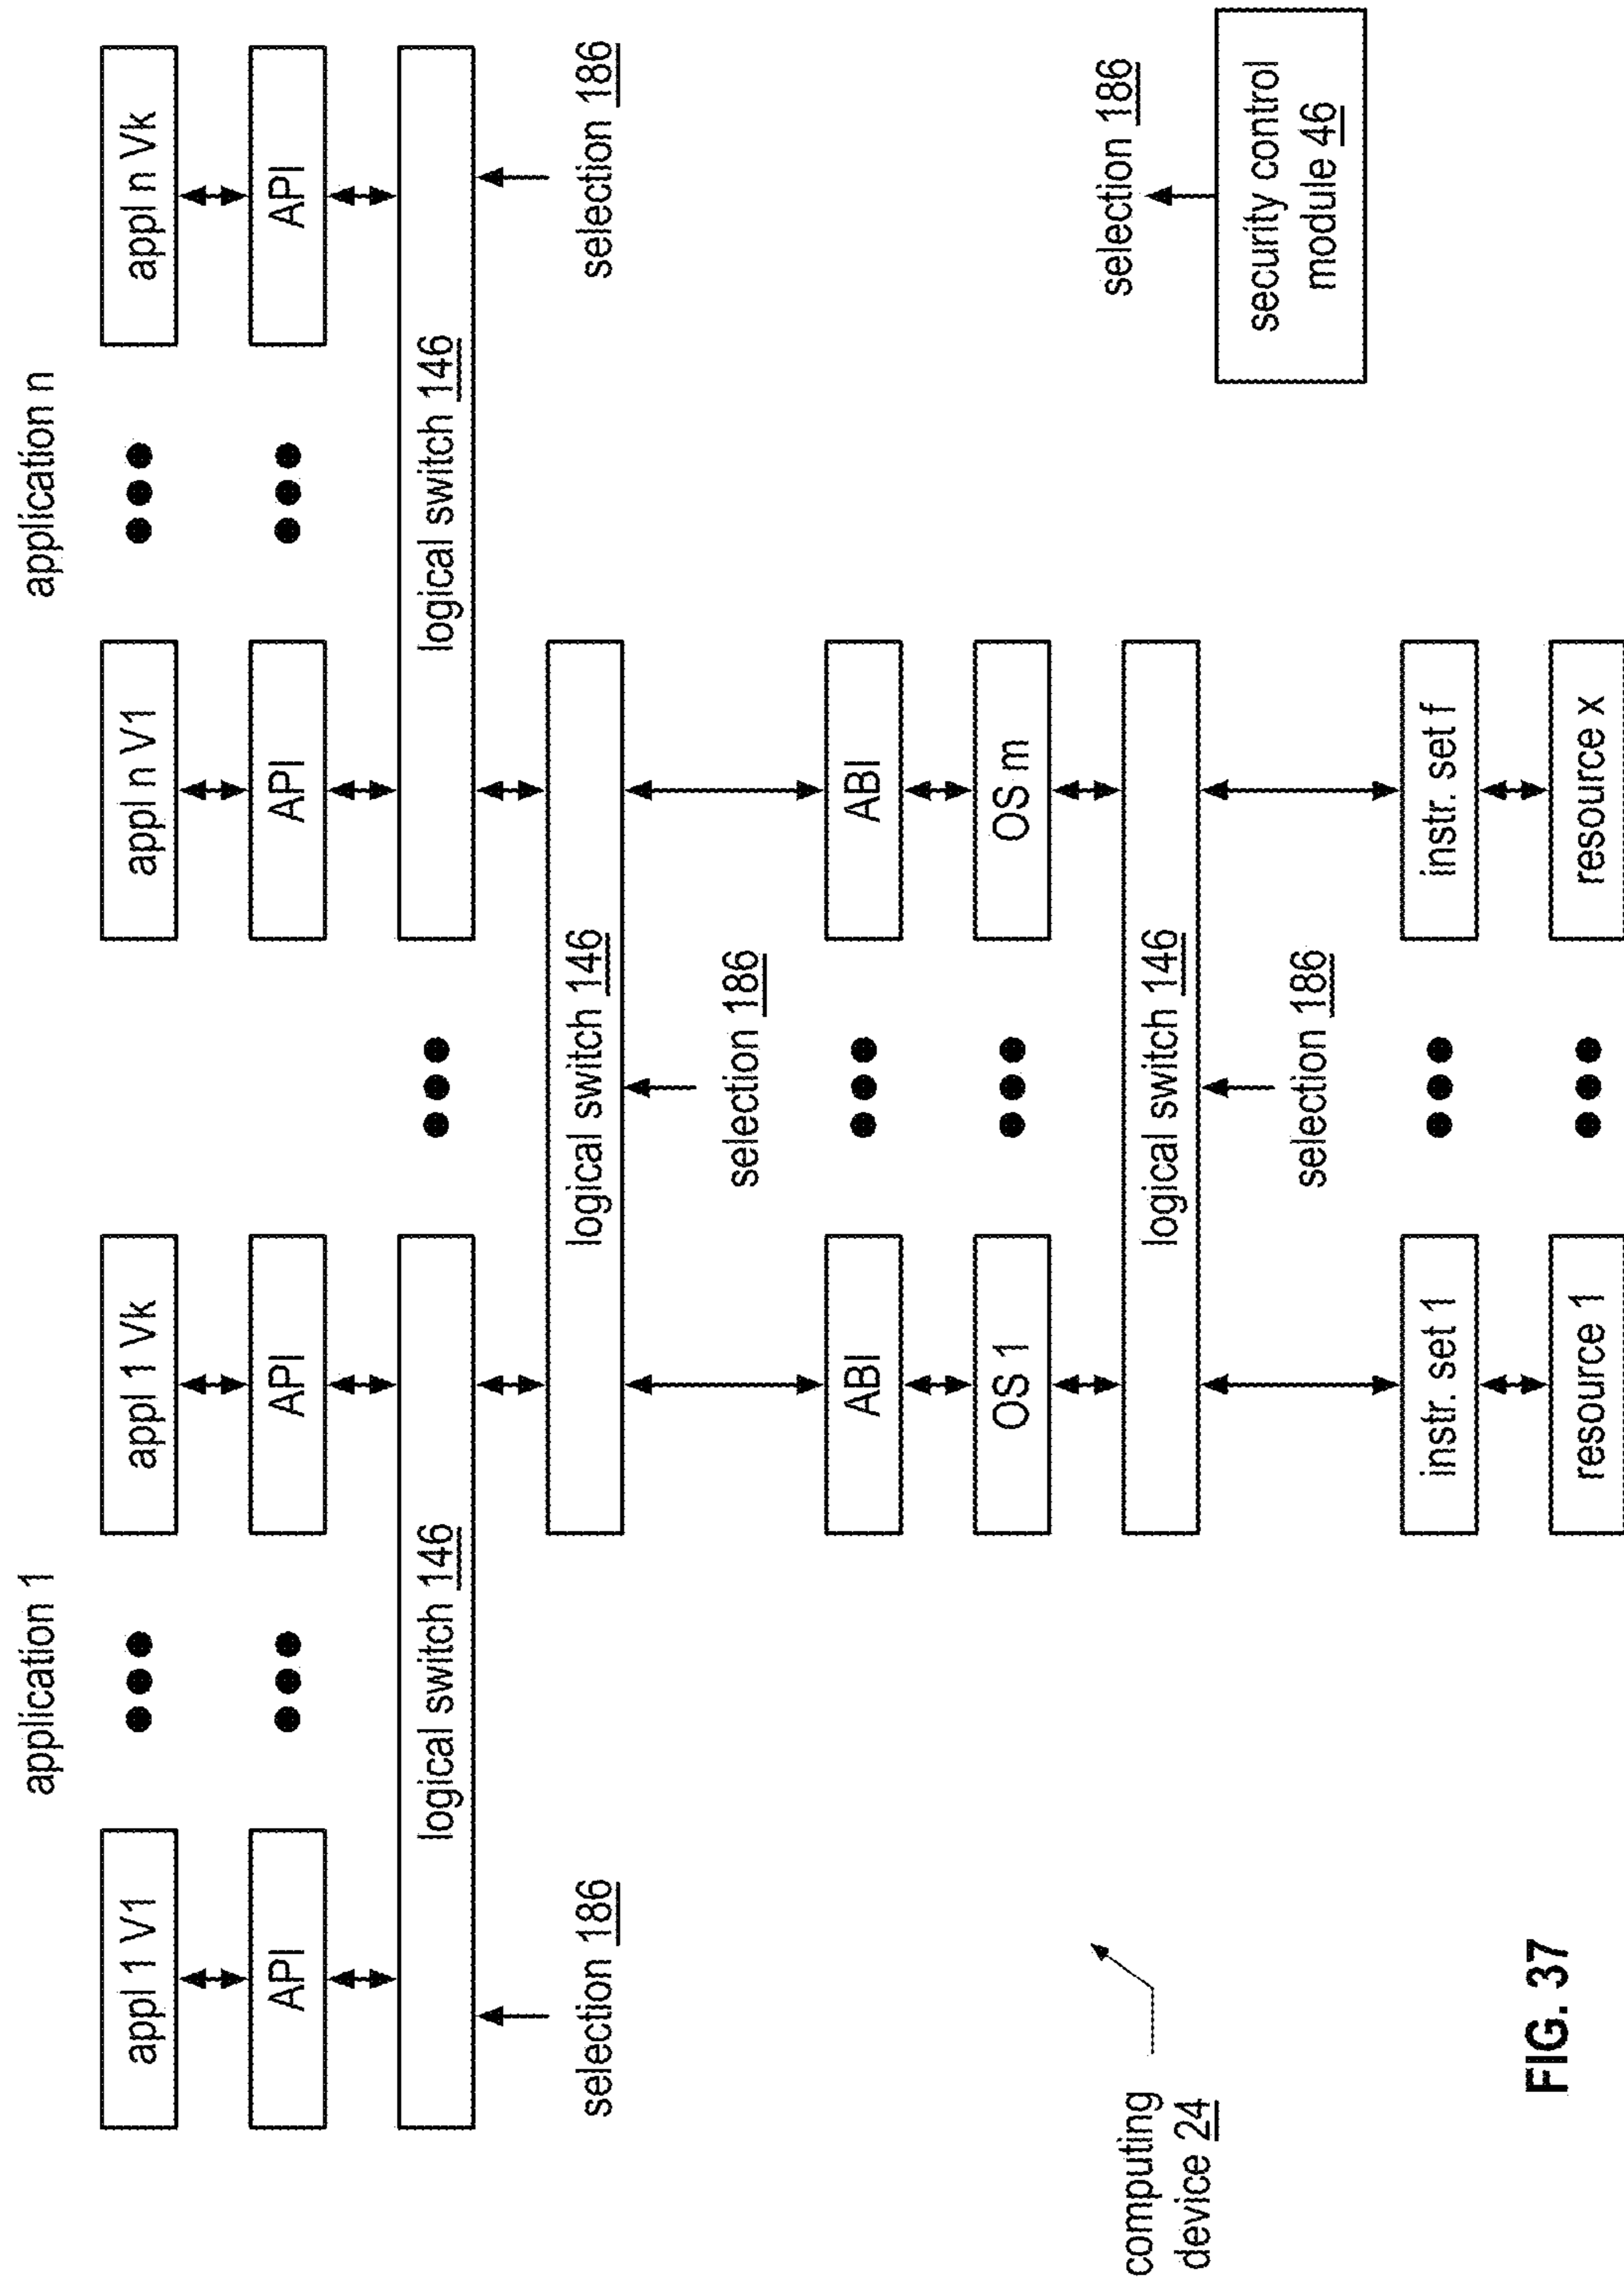 application 1
application n
appl 1 V1
appl 1 Vk
appl n V1
appl n Vk
API
API
API
API
logical switch 146
logical switch 146
selection 186
logical switch 146
selection 186
selection 186
ABI
ABI
OS 1
OS m
logical switch 146
selection 186
selection 186
computing
device 24
security control
module 46
instr. set 1
instr. set f
resource 1
resource x
FIG. 37